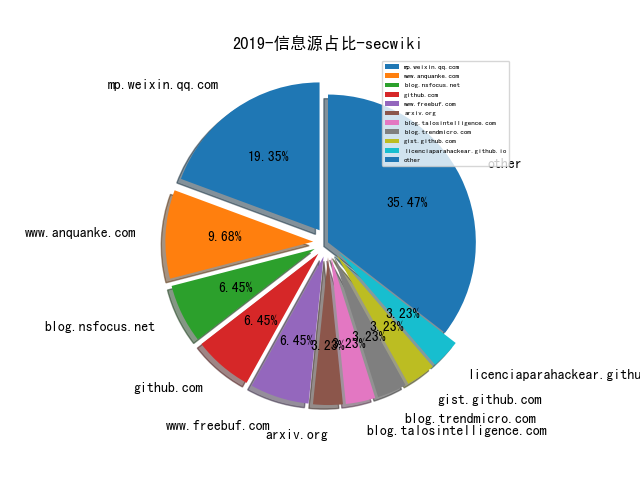 2019-信息源占比-secwiki
mp.weixin.qq.com
www.anquanke.com
blog.nsfocus.net
github.com
www.freebuf.com
arxiv.org
blog.talosintelligence.com
blog.trendmicro.com
gist.github.com
licenciaparahackear.github.io
other
mp.weixin.qq.com
19.35%
other
35.47%
www.anquanke.com
9.68%
blog.nsfocus.net
6.45%
github.com
6.45%
www.freebuf.com
6.45%
arxiv.org
3.23%
blog.talosintelligence.com
3.23%
blog.trendmicro.com
3.23%
gist.github.com
3.23%
licenciaparahackear.githu
3.23%